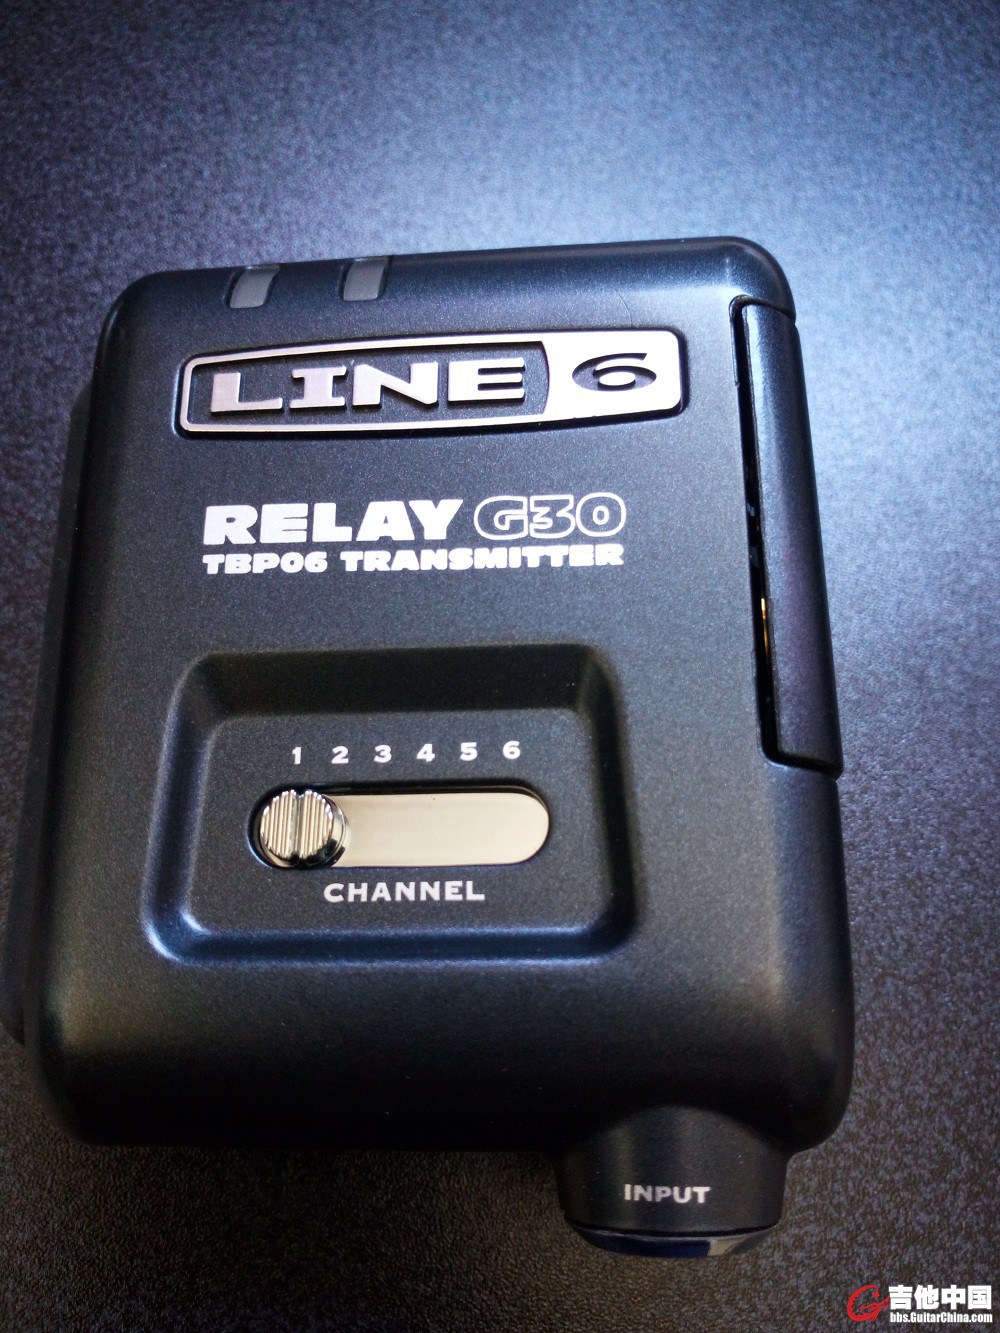 LINE 6
RELAY G30
TBP06 TRANSMITTER
1 2 3 4 5 6
CHANNEL
INPUT
吉他中国
bbs.GuitarChina.com